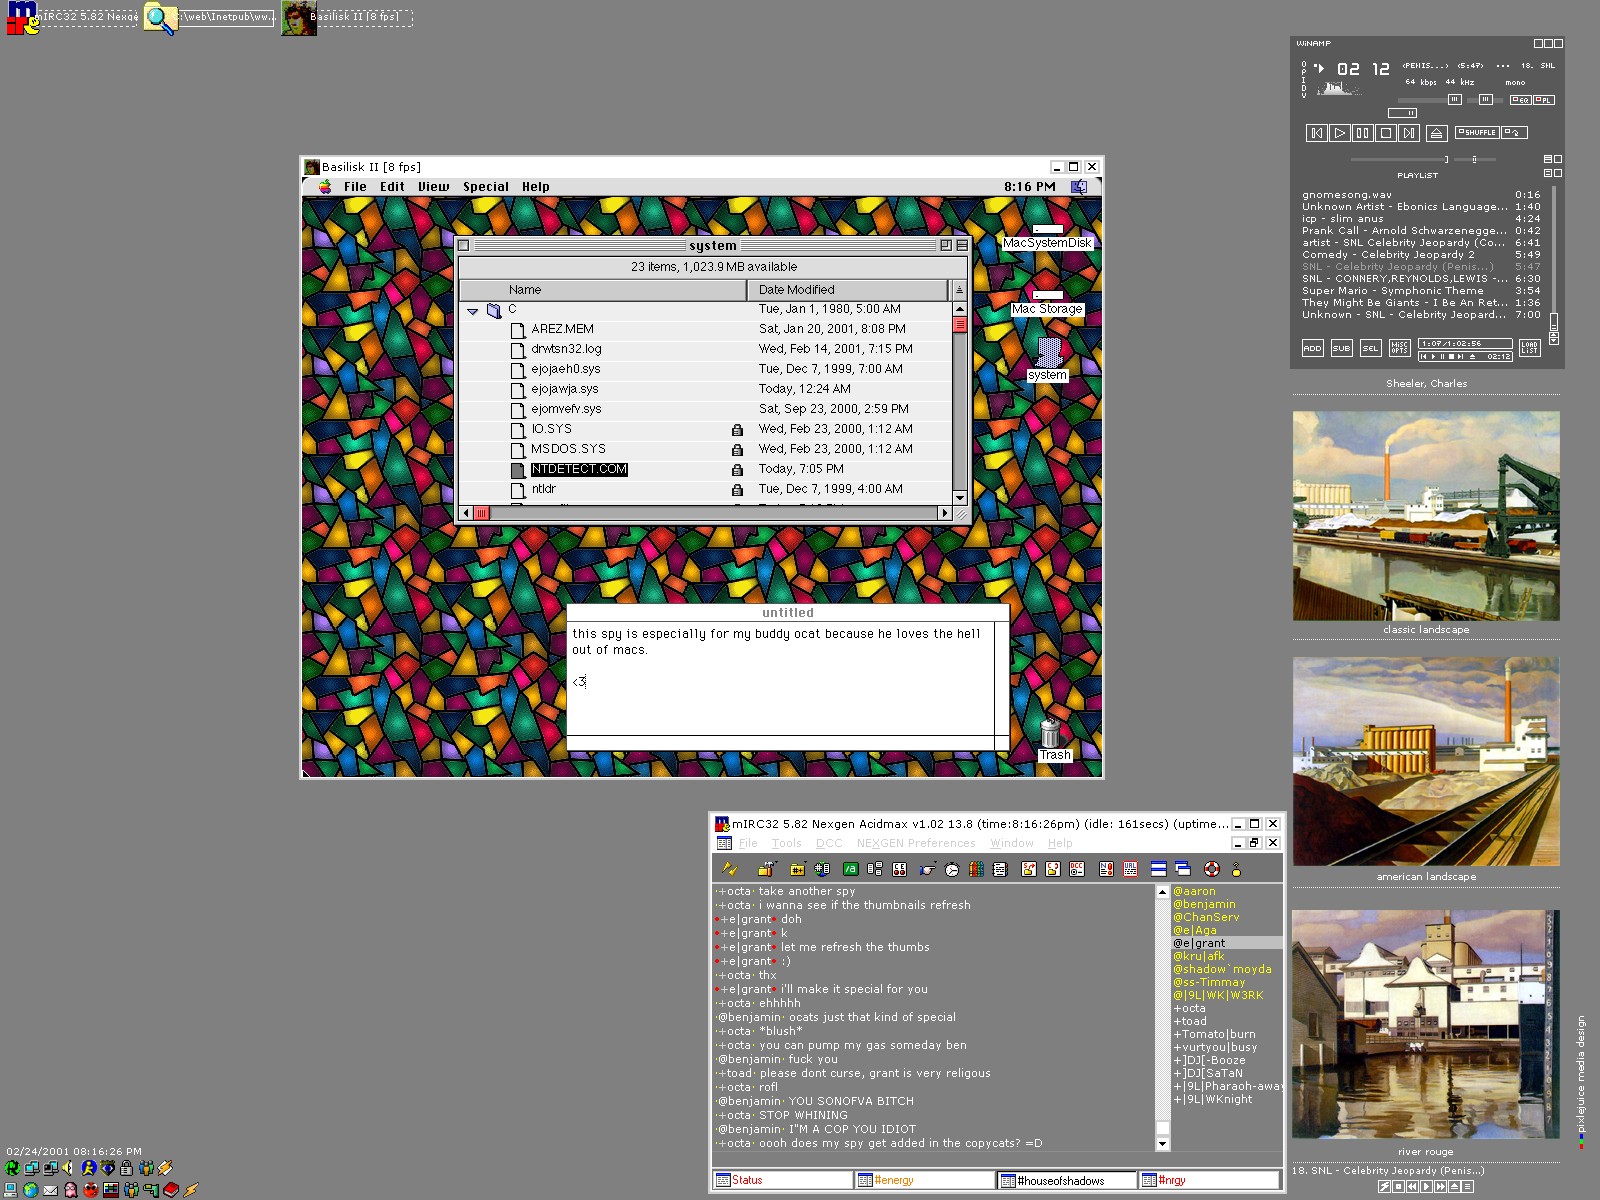 mIRC32 5.82 Nexge
C:\web\Inetpub\ww...
Basilisk II [8 fps]
WINAMP
O
P
I
D
V
02 12
(PENIS...) (5:47) *** 18. SNL
64 kbps 44 kHz mono
EQ PL
SHUFFLE
PLAYLIST
gnomesong.wav 0:16
Unknown Artist - Ebonics Language... 1:40
icp - slim anus 4:24
Prank Call - Arnold Schwarzenegge... 0:42
artist - SNL Celebrity Jeopardy (Co... 6:41
Comedy - Celebrity Jeopardy 2 5:49
SNL - Celebrity Jeopardy (Penis...) 5:47
SNL - CONNERY,REYNOLDS,LEWIS - ... 6:30
Super Mario - Symphonic Theme 3:54
They Might Be Giants - I Be An Ret... 1:36
Unknown - SNL - Celebrity Jeopard... 7:00
ADD SUB SEL MISC OPTS 1:07/1:02:56 LOAD LIST
02:12
Sheeler, Charles
classic landscape
american landscape
river rouge
18. SNL - Celebrity Jeopardy (Penis...)
pixlejuice media design
Basilisk II [8 fps]
File Edit View Special Help 8:16 PM
system
23 items, 1,023.9 MB available
Name Date Modified
C Tue, Jan 1, 1980, 5:00 AM
AREZ.MEM Sat, Jan 20, 2001, 8:08 PM
drwtsn32.log Wed, Feb 14, 2001, 7:15 PM
ejojaeh0.sys Tue, Dec 7, 1999, 7:00 AM
ejojawja.sys Today, 12:24 AM
ejomvefv.sys Sat, Sep 23, 2000, 2:59 PM
IO.SYS Wed, Feb 23, 2000, 1:12 AM
MSDOS.SYS Wed, Feb 23, 2000, 1:12 AM
NTDETECT.COM Today, 7:05 PM
ntldr Tue, Dec 7, 1999, 4:00 AM
MacSystemDisk
Mac Storage
system
Trash
untitled
this spy is especially for my buddy ocat because he loves the hell
out of macs.
<3
mIRC32 5.82 Nexgen Acidmax v1.02 13.8 (time:8:16:26pm) (idle: 161secs) (uptime...
File Tools DCC NEXGEN Preferences Window Help
·+octa· take another spy
·+octa· i wanna see if the thumbnails refresh
•+e|grant• doh
•+e|grant• k
•+e|grant• let me refresh the thumbs
•+e|grant• :)
·+octa· thx
•+e|grant• i'll make it special for you
·+octa· ehhhhh
·@benjamin· ocats just that kind of special
·+octa· *blush*
·+octa· you can pump my gas someday ben
·@benjamin· fuck you
·+toad· please dont curse, grant is very religous
·+octa· rofl
·@benjamin· YOU SONOFVA BITCH
·+octa· STOP WHINING
·@benjamin· I"M A COP YOU IDIOT
·+octa· oooh does my spy get added in the copycats? =D
@aaron
@benjamin
@ChanServ
@e|Aga
@e|grant
@kru|afk
@shadow`moyda
@ss-Timmay
@|9L|WK|W3RK
+octa
+toad
+Tomato|burn
+vurtyou|busy
+]DJ[-Booze
+]DJ[SaTaN
+|9L|Pharaoh-away
+|9L|WKnight
Status #energy #houseofshadows #nrgy
02/24/2001 08:16:26 PM